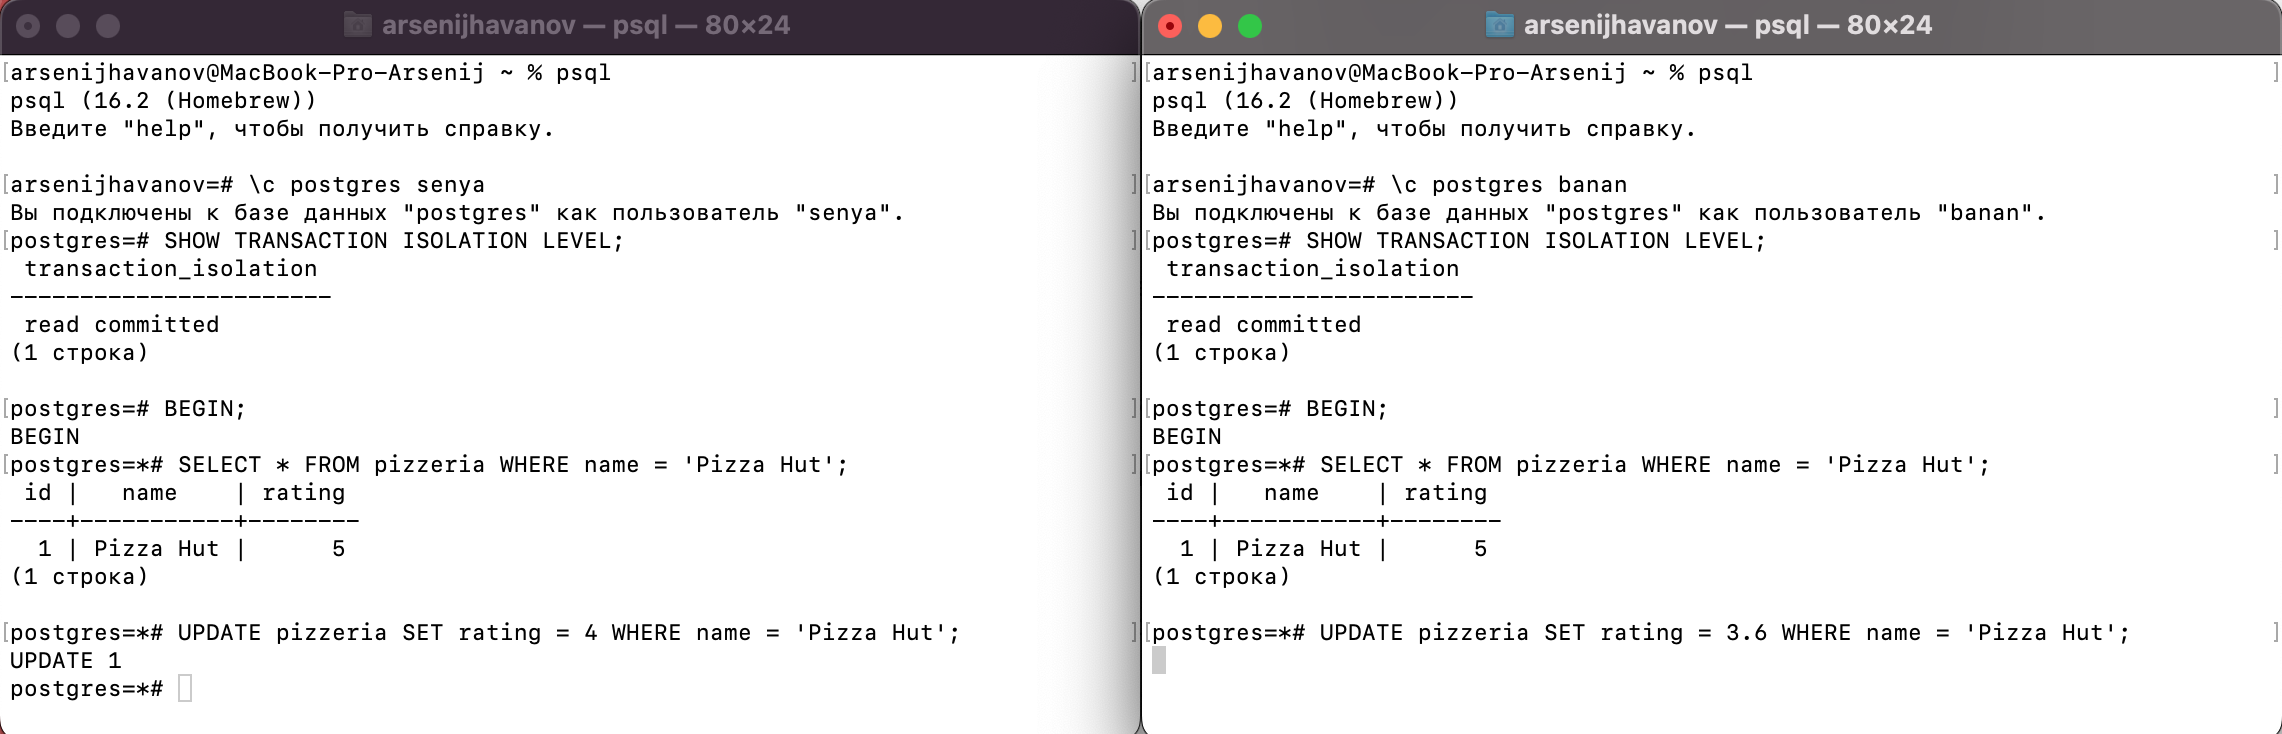 arsenijhavanov — psql — 80×24
[arsenijhavanov@MacBook-Pro-Arsenij ~ % psql ]
psql (16.2 (Homebrew))
Введите "help", чтобы получить справку.
[arsenijhavanov=# \c postgres senya ]
Вы подключены к базе данных "postgres" как пользователь "senya".
[postgres=# SHOW TRANSACTION ISOLATION LEVEL; ]
transaction_isolation
-----------------------
read committed
(1 строка)
[postgres=# BEGIN; ]
BEGIN
[postgres=*# SELECT * FROM pizzeria WHERE name = 'Pizza Hut'; ]
id | name | rating
----+-----------+--------
1 | Pizza Hut | 5
(1 строка)
[postgres=*# UPDATE pizzeria SET rating = 4 WHERE name = 'Pizza Hut'; ]
UPDATE 1
postgres=*#
arsenijhavanov — psql — 80×24
[arsenijhavanov@MacBook-Pro-Arsenij ~ % psql ]
psql (16.2 (Homebrew))
Введите "help", чтобы получить справку.
[arsenijhavanov=# \c postgres banan ]
Вы подключены к базе данных "postgres" как пользователь "banan".
[postgres=# SHOW TRANSACTION ISOLATION LEVEL; ]
transaction_isolation
-----------------------
read committed
(1 строка)
[postgres=# BEGIN; ]
BEGIN
[postgres=*# SELECT * FROM pizzeria WHERE name = 'Pizza Hut'; ]
id | name | rating
----+-----------+--------
1 | Pizza Hut | 5
(1 строка)
[postgres=*# UPDATE pizzeria SET rating = 3.6 WHERE name = 'Pizza Hut'; ]